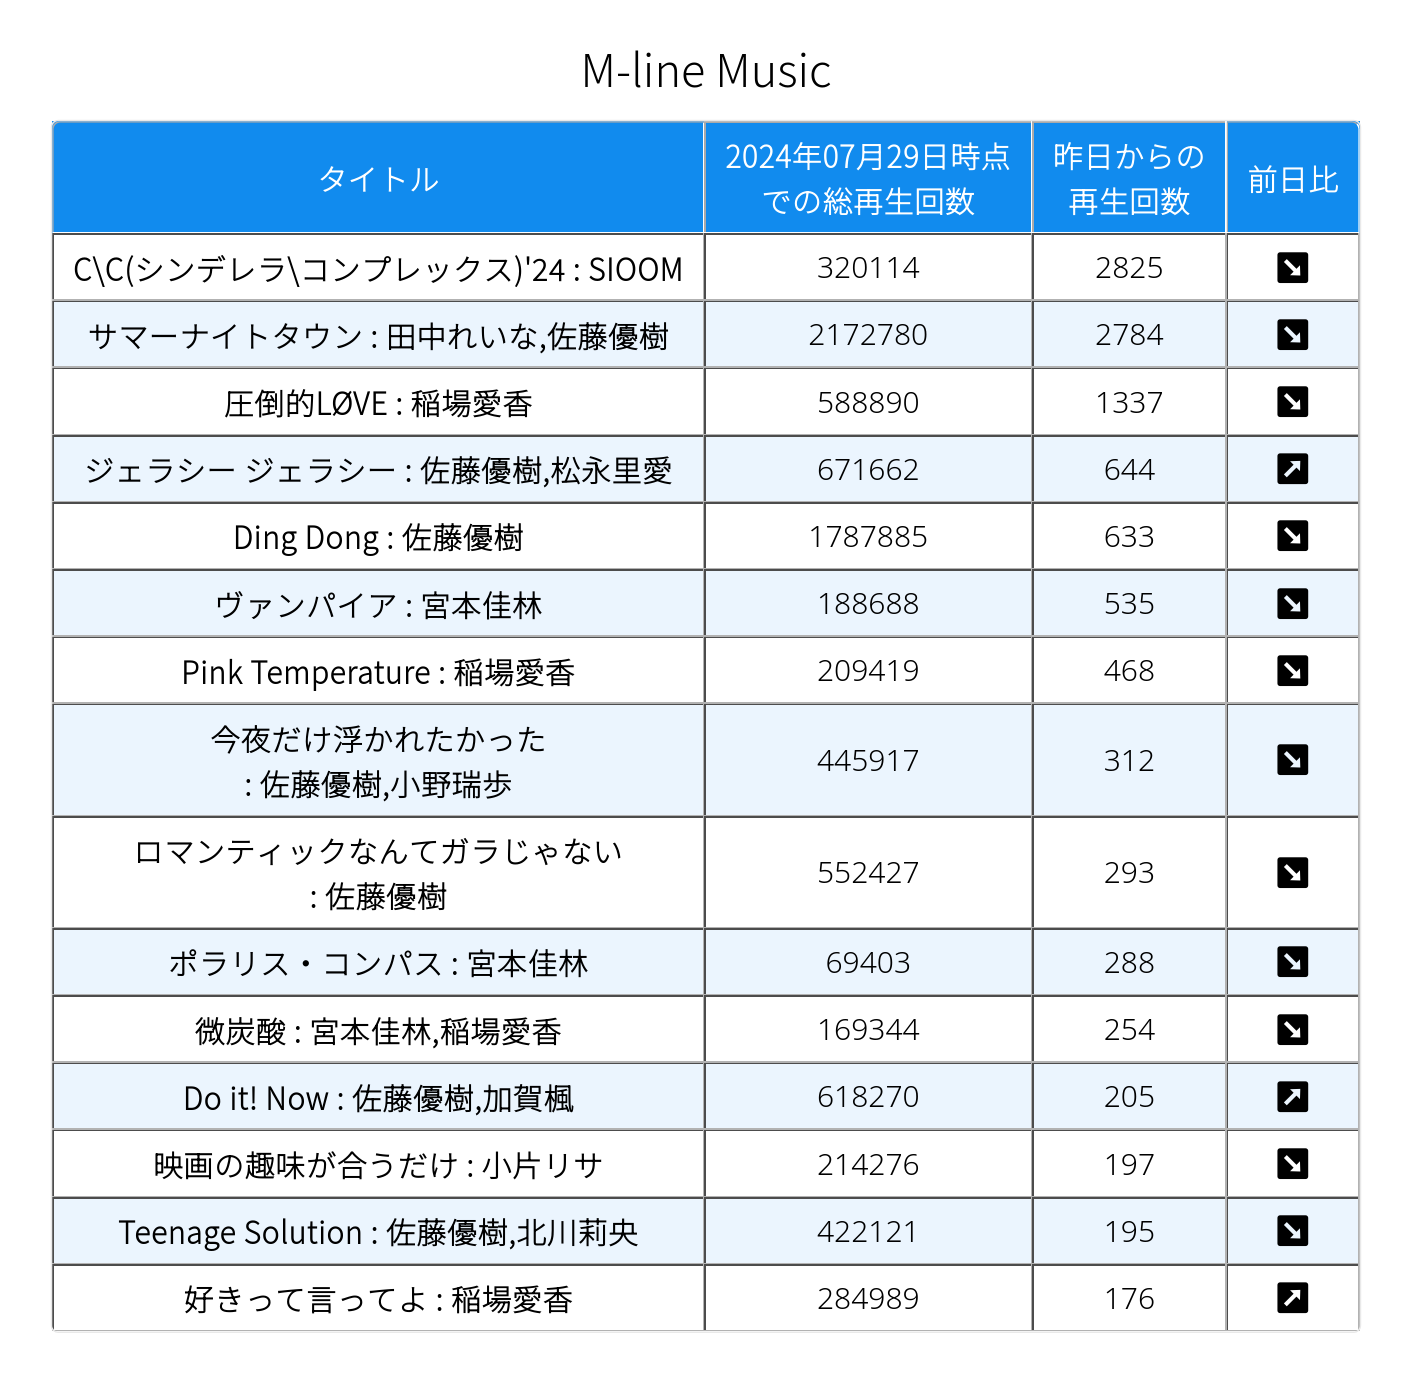 M-line Music
タイトル
2024年07月29日時点
での総再生回数
昨日からの
再生回数
前日比
C\C(シンデレラ\コンプレックス)'24 : SIOOM 320114 2825
サマーナイトタウン : 田中れいな,佐藤優樹 2172780 2784
圧倒的LØVE : 稲場愛香 588890 1337
ジェラシー ジェラシー : 佐藤優樹,松永里愛 671662 644
Ding Dong : 佐藤優樹 1787885 633
ヴァンパイア : 宮本佳林 188688 535
Pink Temperature : 稲場愛香 209419 468
今夜だけ浮かれたかった
: 佐藤優樹,小野瑞歩 445917 312
ロマンティックなんてガラじゃない
: 佐藤優樹 552427 293
ポラリス・コンパス : 宮本佳林 69403 288
微炭酸 : 宮本佳林,稲場愛香 169344 254
Do it! Now : 佐藤優樹,加賀楓 618270 205
映画の趣味が合うだけ : 小片リサ 214276 197
Teenage Solution : 佐藤優樹,北川莉央 422121 195
好きって言ってよ : 稲場愛香 284989 176